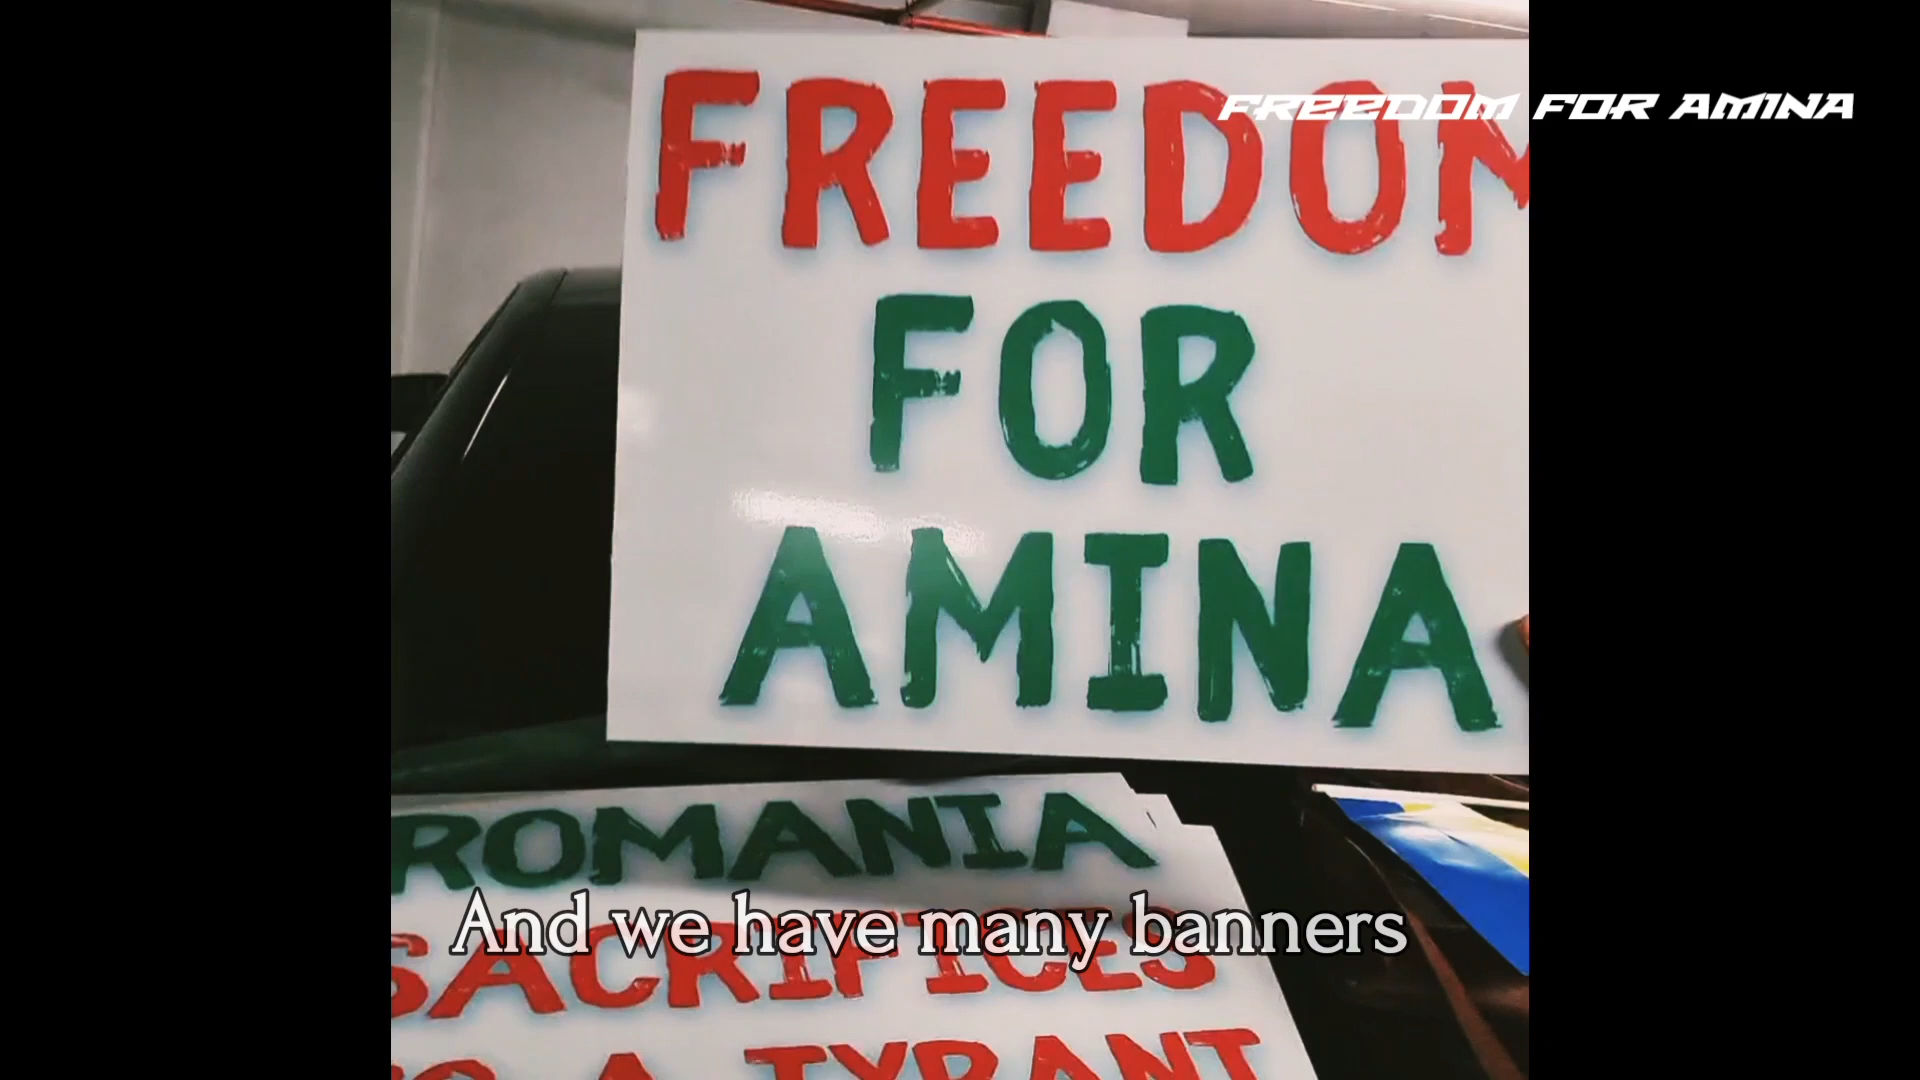 FREEDOM
FREEDOM FOR AMINA
FOR
AMINA
ROMANIA
SACRIFICES
And we have many banners
A TYRANT